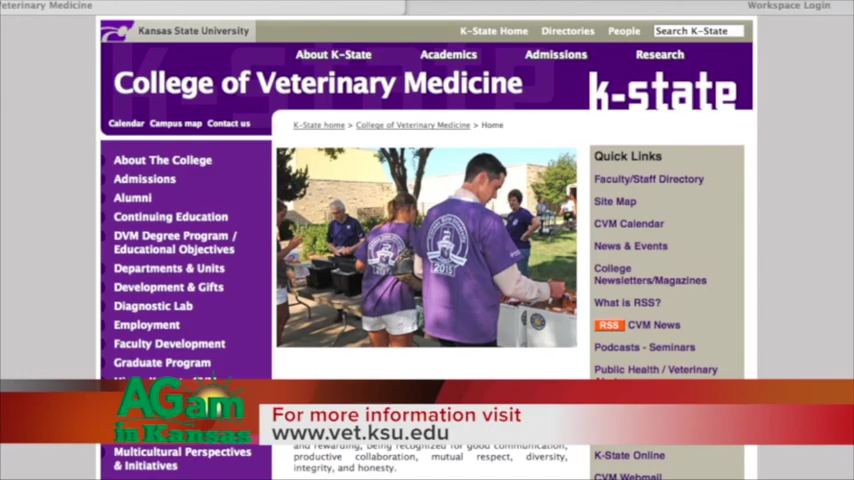 Veterinary Medicine
Workspace Login
Kansas State University
K-State Home Directories People Search K-State
About K-State Academics Admissions Research
College of Veterinary Medicine
k-state
Calendar Campus map Contact us
K-State home > College of Veterinary Medicine > Home
About The College
Admissions
Alumni
Continuing Education
DVM Degree Program /
Educational Objectives
Departments & Units
Development & Gifts
Diagnostic Lab
Employment
Faculty Development
Graduate Program
Multicultural Perspectives
& Initiatives
2015
Quick Links
Faculty/Staff Directory
Site Map
CVM Calendar
News & Events
College
Newsletters/Magazines
What is RSS?
RSS CVM News
Podcasts - Seminars
Public Health / Veterinary
K-State Online
CVM Webmail
AGam
in Kansas
For more information visit
www.vet.ksu.edu
and rewarding, being recognized for good communication,
productive collaboration, mutual respect, diversity,
integrity, and honesty.